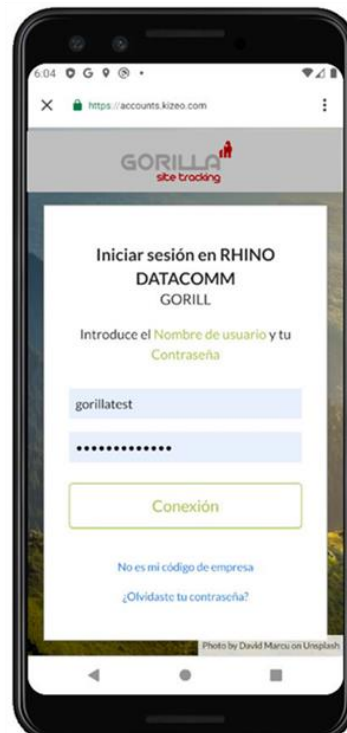 6:04
https://accounts.kizeo.com
GORILLA
site tracking
Iniciar sesión en RHINO
DATACOMM
GORILL
Introduce el Nombre de usuario y tu
Contraseña
gorillatest
•••••••••••••
Conexión
No es mi código de empresa
¿Olvidaste tu contraseña?
Photo by David Marcu on Unsplash